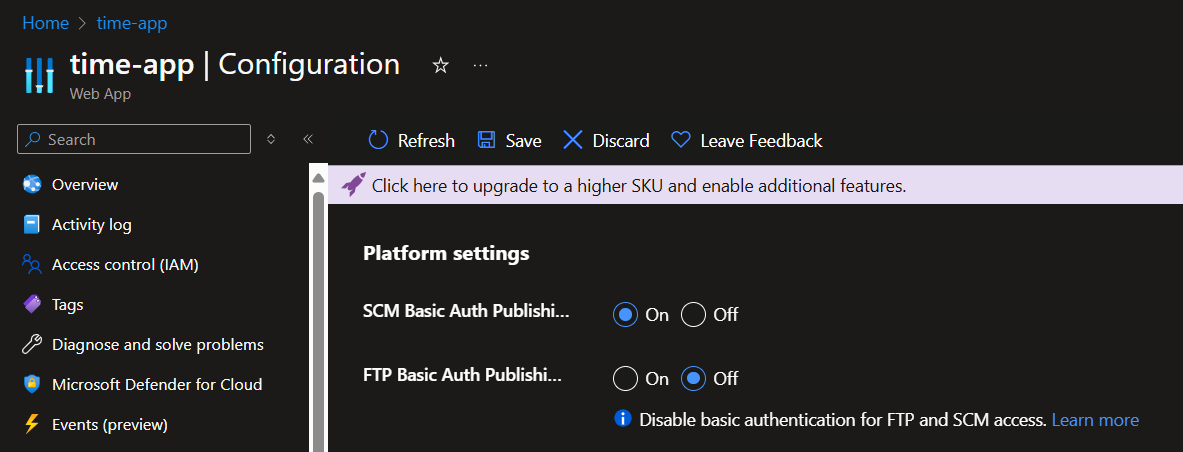 Home > time-app
time-app | Configuration ☆ ···
Web App
Search
Refresh Save Discard Leave Feedback
Click here to upgrade to a higher SKU and enable additional features.
Overview
Activity log
Access control (IAM)
Tags
Diagnose and solve problems
Microsoft Defender for Cloud
Events (preview)
Platform settings
SCM Basic Auth Publishi... On Off
FTP Basic Auth Publishi... On Off
Disable basic authentication for FTP and SCM access. Learn more